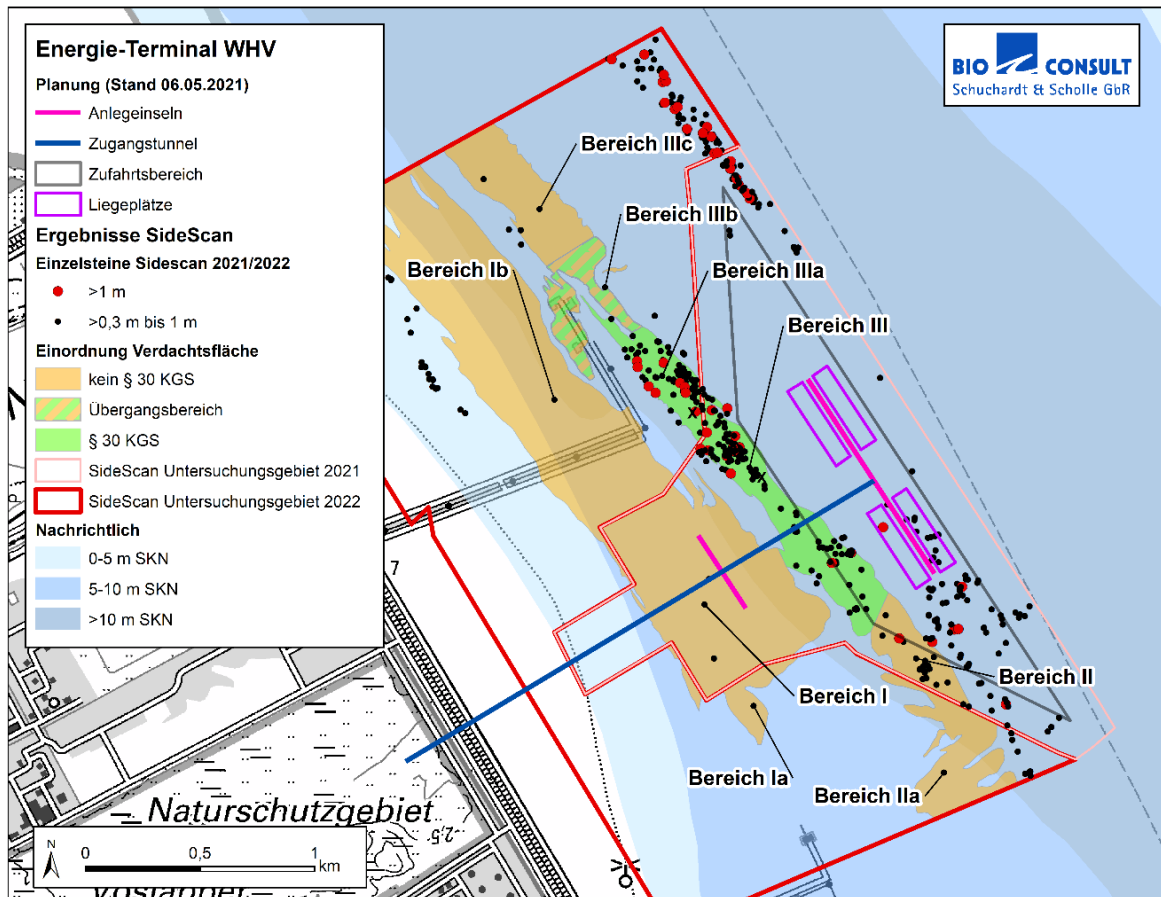 Energie-Terminal WHV
Planung (Stand 06.05.2021)
Anlegeinseln
Zugangstunnel
Zufahrtsbereich
Liegeplätze
Ergebnisse SideScan
Einzelsteine Sidescan 2021/2022
>1 m
>0,3 m bis 1 m
Einordnung Verdachtsfläche
kein § 30 KGS
Übergangsbereich
§ 30 KGS
SideScan Untersuchungsgebiet 2021
SideScan Untersuchungsgebiet 2022
Nachrichtlich
0-5 m SKN
5-10 m SKN
>10 m SKN
BIO CONSULT
Schuchardt & Scholle GbR
Bereich IIIc
Bereich IIIb
Bereich Ib
Bereich IIIa
Bereich III
x
x
7
Bereich II
Bereich I
Bereich Ia
Bereich IIa
Naturschutzgebiet
2,5
N
0 0,5 1
km